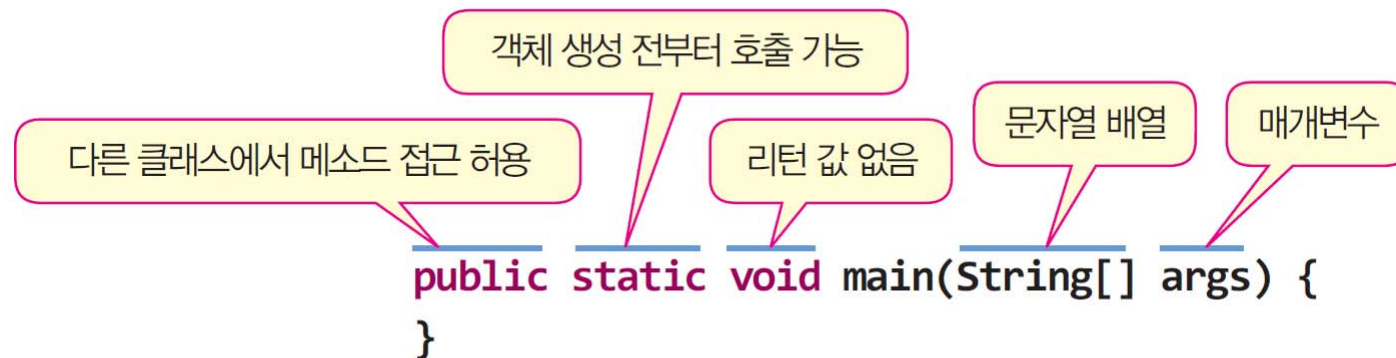 객체 생성 전부터 호출 가능
다른 클래스에서 메소드 접근 허용
리턴 값 없음
문자열 배열
매개변수
public static void main(String[] args) {
}